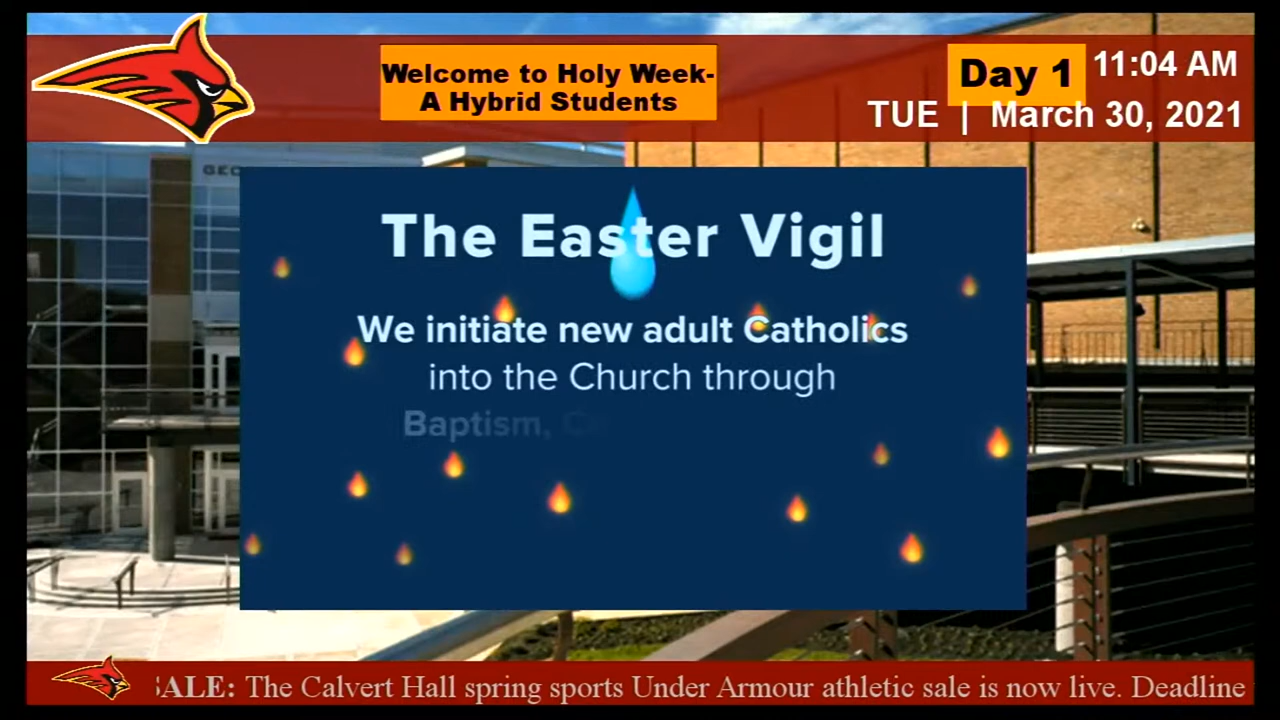 Welcome to Holy Week-
A Hybrid Students
Day 1
11:04 AM
TUE | March 30, 2021
The Easter Vigil
We initiate new adult Catholics
into the Church through
Baptism,
ALE: The Calvert Hall spring sports Under Armour athletic sale is now live. Deadline